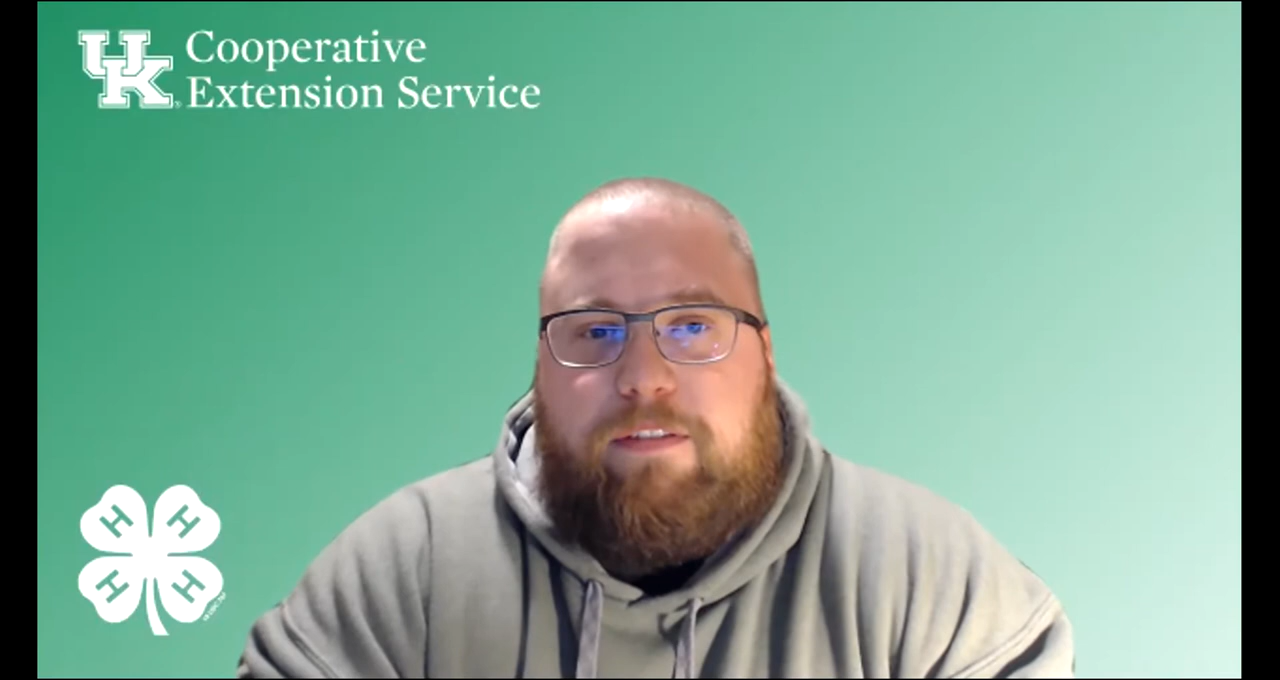 UK
Cooperative
Extension Service
H H
H H